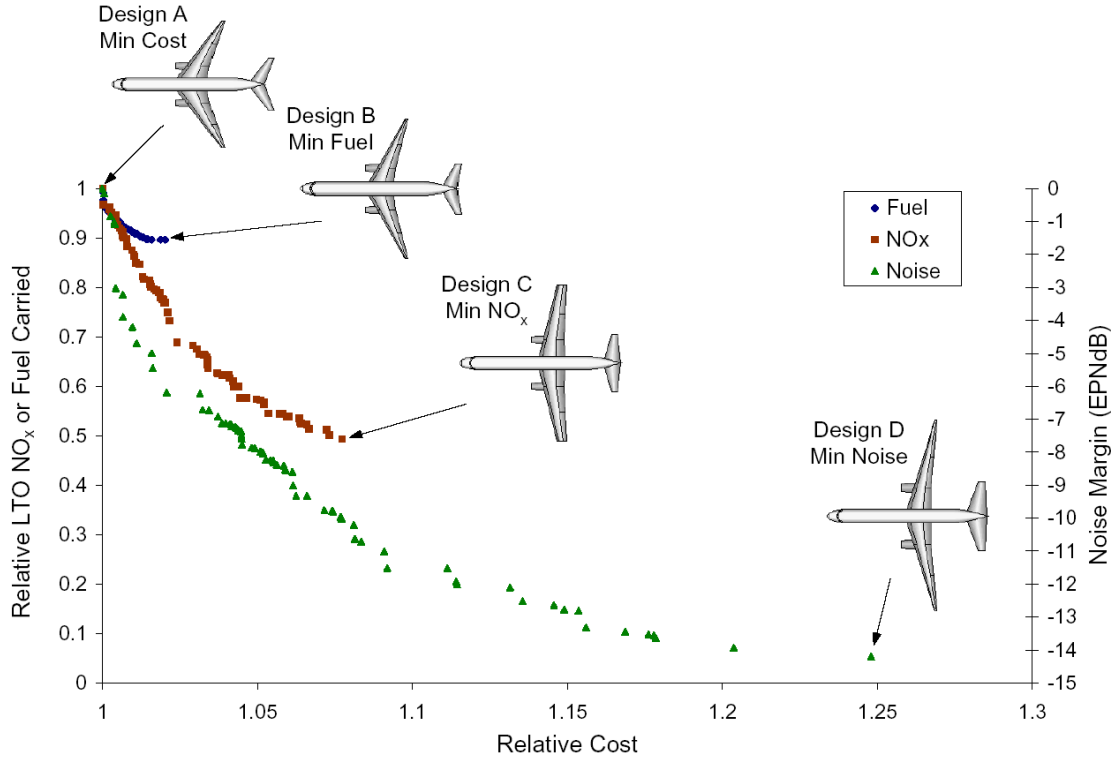 Design A
Min Cost
Design B
Min Fuel
Design C
Min NOx
Design D
Min Noise
Fuel
NOx
Noise
Relative LTO NOx or Fuel Carried
1
0.9
0.8
0.7
0.6
0.5
0.4
0.3
0.2
0.1
0
0
-1
-2
-3
-4
-5
-6
-7
-8
-9
-10
-11
-12
-13
-14
-15
Noise Margin (EPNdB)
1
1.05
1.1
1.15
1.2
1.25
1.3
Relative Cost